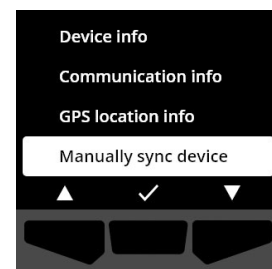 Device info
Communication info
GPS location info
Manually sync device